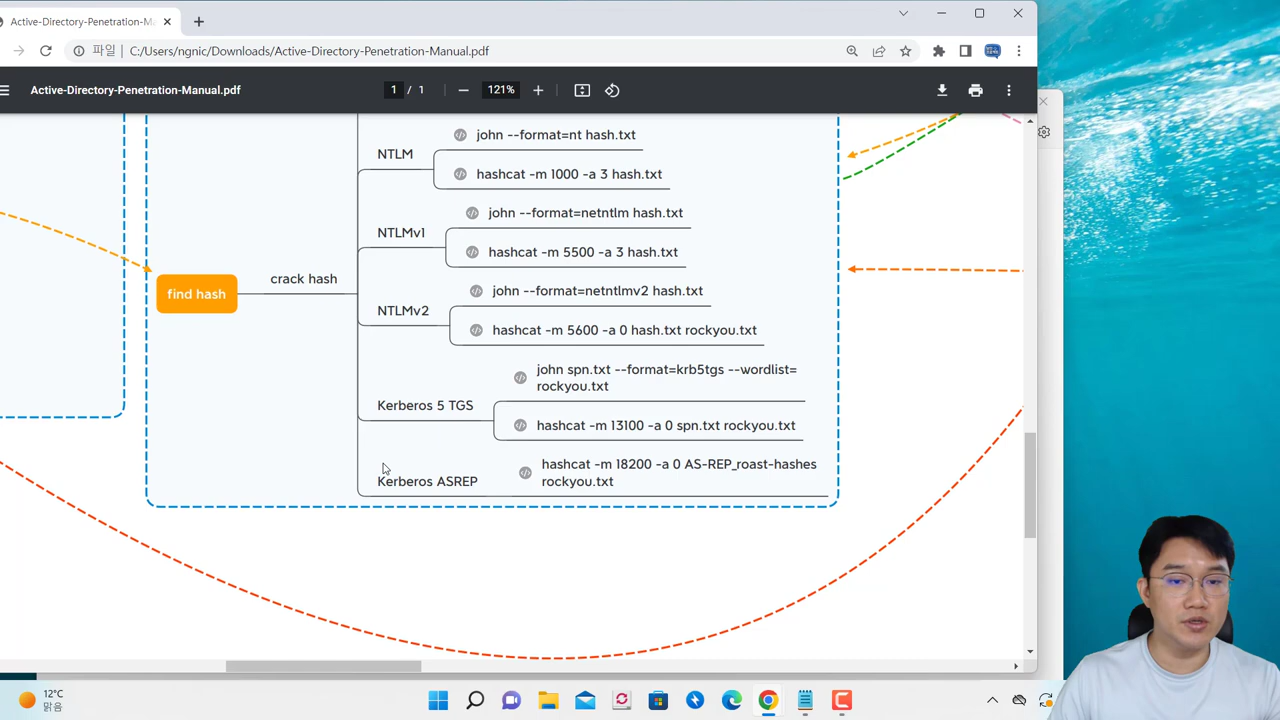 Active-Directory-Penetration-Ma
파일
C:/Users/ngnic/Downloads/Active-Directory-Penetration-Manual.pdf
Active-Directory-Penetration-Manual.pdf
1 / 1
121%
john --format=nt hash.txt
NTLM
hashcat -m 1000 -a 3 hash.txt
john --format=netntlm hash.txt
NTLMv1
hashcat -m 5500 -a 3 hash.txt
crack hash
find hash
john --format=netntlmv2 hash.txt
NTLMv2
hashcat -m 5600 -a 0 hash.txt rockyou.txt
john spn.txt --format=krb5tgs --wordlist=
rockyou.txt
Kerberos 5 TGS
hashcat -m 13100 -a 0 spn.txt rockyou.txt
hashcat -m 18200 -a 0 AS-REP_roast-hashes
rockyou.txt
Kerberos ASREP
12°C
맑음